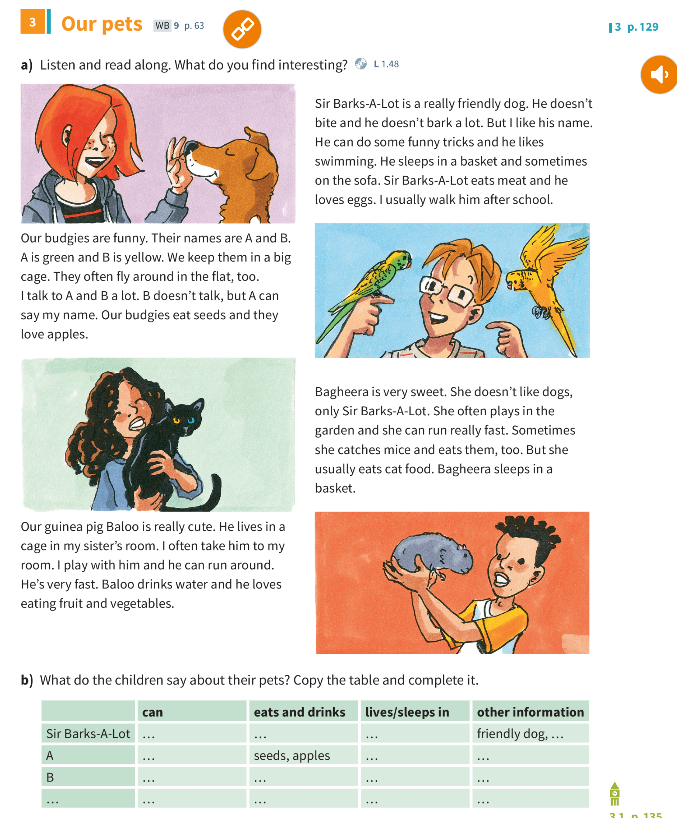 3 Our pets WB 9 p. 63
3 p. 129
a) Listen and read along. What do you find interesting? L 1.48
Sir Barks-A-Lot is a really friendly dog. He doesn't
bite and he doesn't bark a lot. But I like his name.
He can do some funny tricks and he likes
swimming. He sleeps in a basket and sometimes
on the sofa. Sir Barks-A-Lot eats meat and he
loves eggs. I usually walk him after school.
Our budgies are funny. Their names are A and B.
A is green and B is yellow. We keep them in a big
cage. They often fly around in the flat, too.
I talk to A and B a lot. B doesn't talk, but A can
say my name. Our budgies eat seeds and they
love apples.
Bagheera is very sweet. She doesn't like dogs,
only Sir Barks-A-Lot. She often plays in the
garden and she can run really fast. Sometimes
she catches mice and eats them, too. But she
usually eats cat food. Bagheera sleeps in a
basket.
Our guinea pig Baloo is really cute. He lives in a
cage in my sister's room. I often take him to my
room. I play with him and he can run around.
He's very fast. Baloo drinks water and he loves
eating fruit and vegetables.
b) What do the children say about their pets? Copy the table and complete it.
can eats and drinks lives/sleeps in other information
Sir Barks-A-Lot … … … friendly dog, …
A … seeds, apples … …
B … … … …
… … … … …
3.1 p. 135